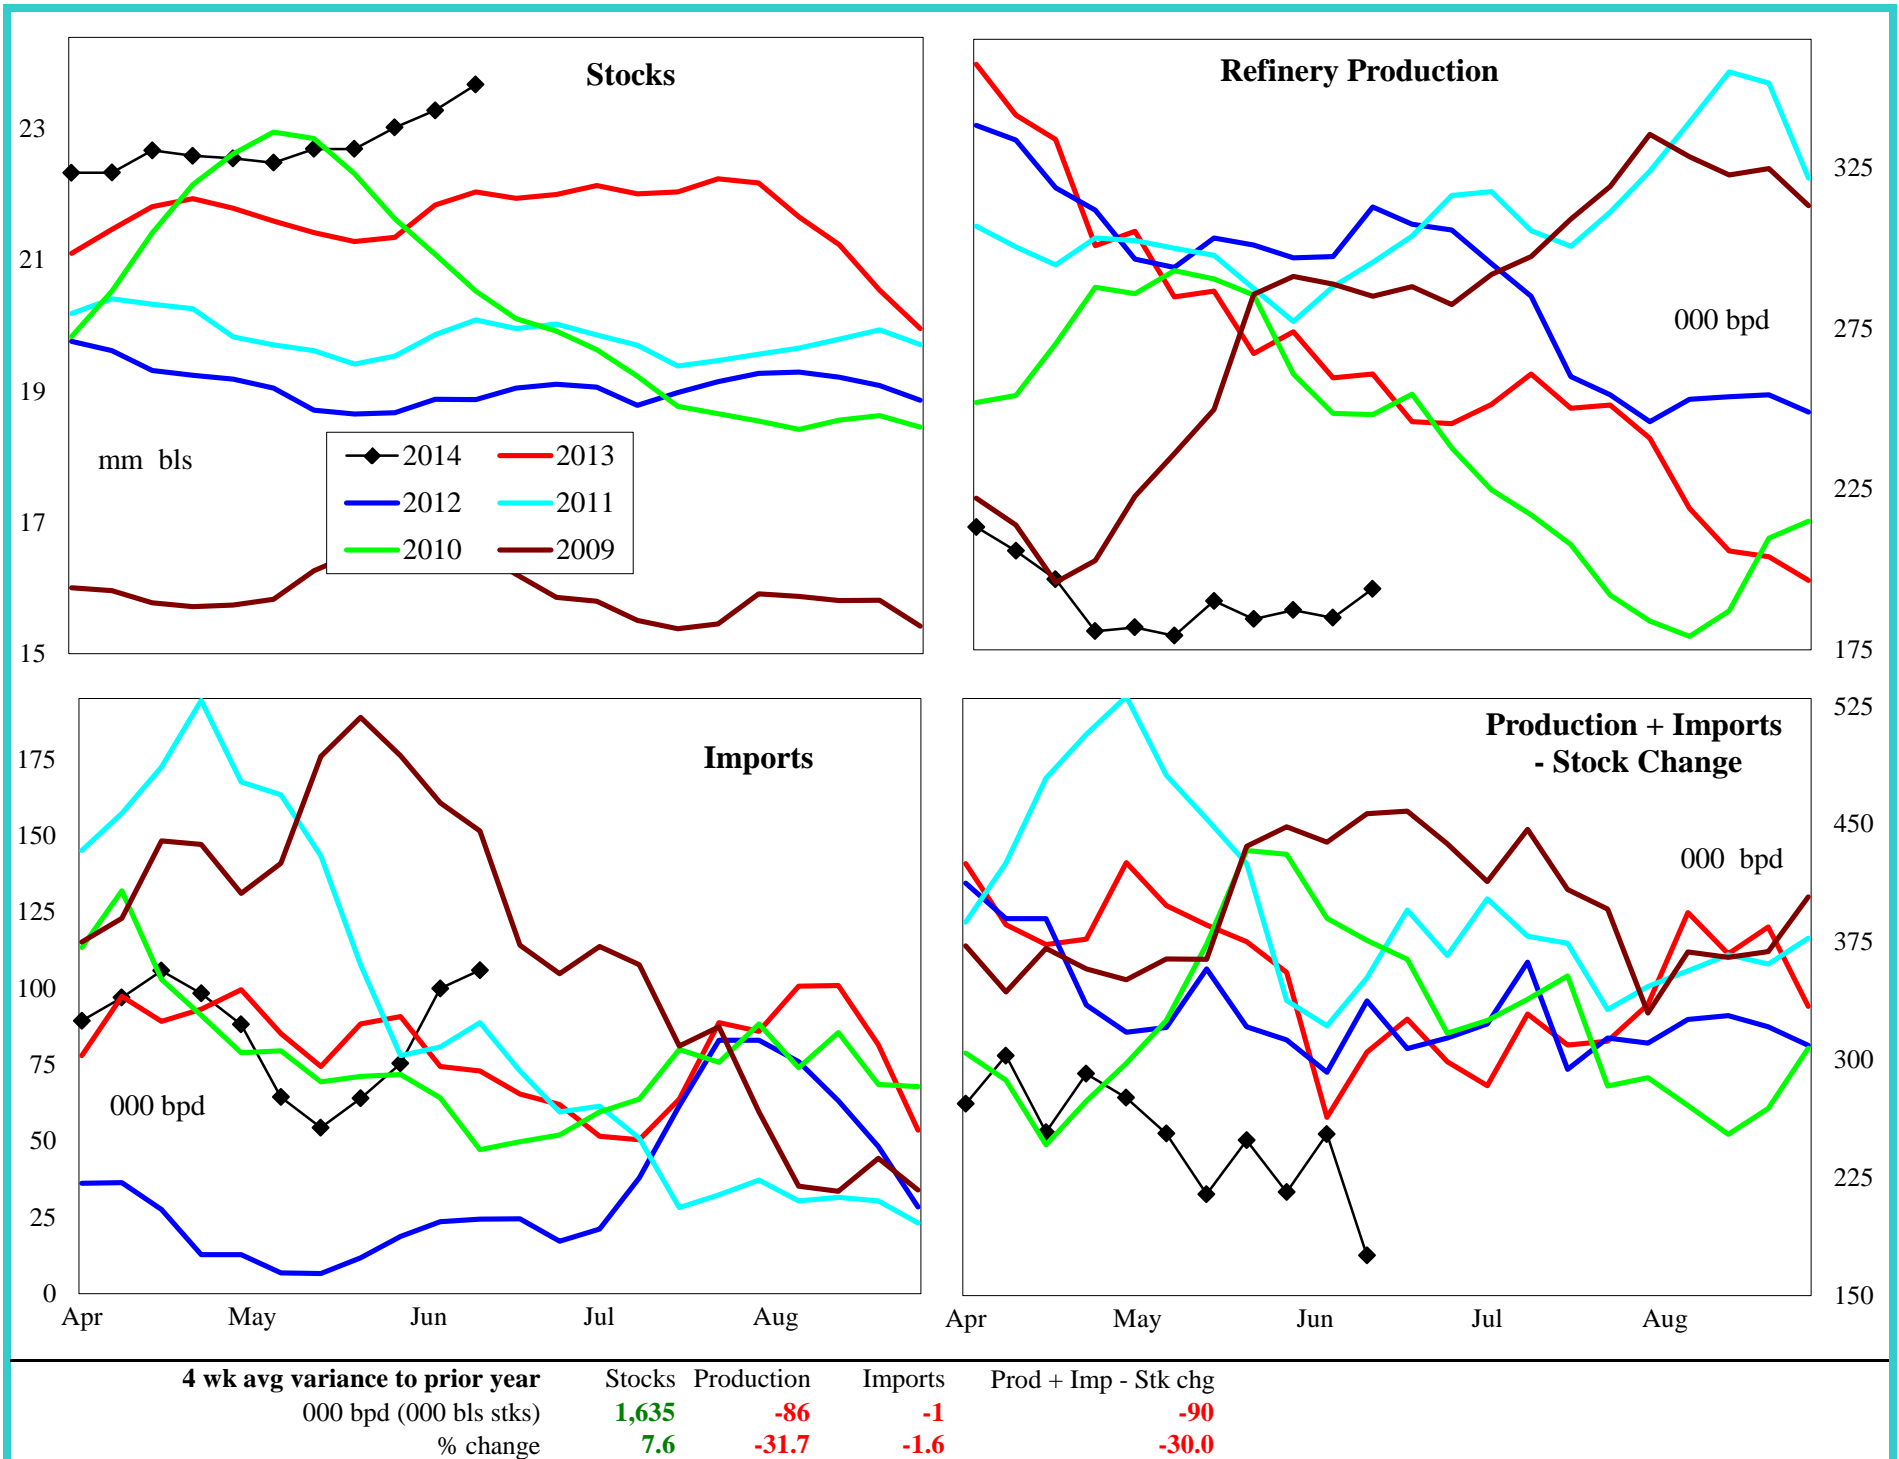 Stocks
23
21
19
17
15
mm bls
2014 2013
2012 2011
2010 2009
Refinery Production
325
275
225
175
000 bpd
Imports
175
150
125
100
75
50
25
0
000 bpd
Apr May Jun Jul Aug
Production + Imports
- Stock Change
525
450
375
300
225
150
000 bpd
Apr May Jun Jul Aug
4 wk avg variance to prior year Stocks Production Imports Prod + Imp - Stk chg
000 bpd (000 bls stks) 1,635 -86 -1 -90
% change 7.6 -31.7 -1.6 -30.0